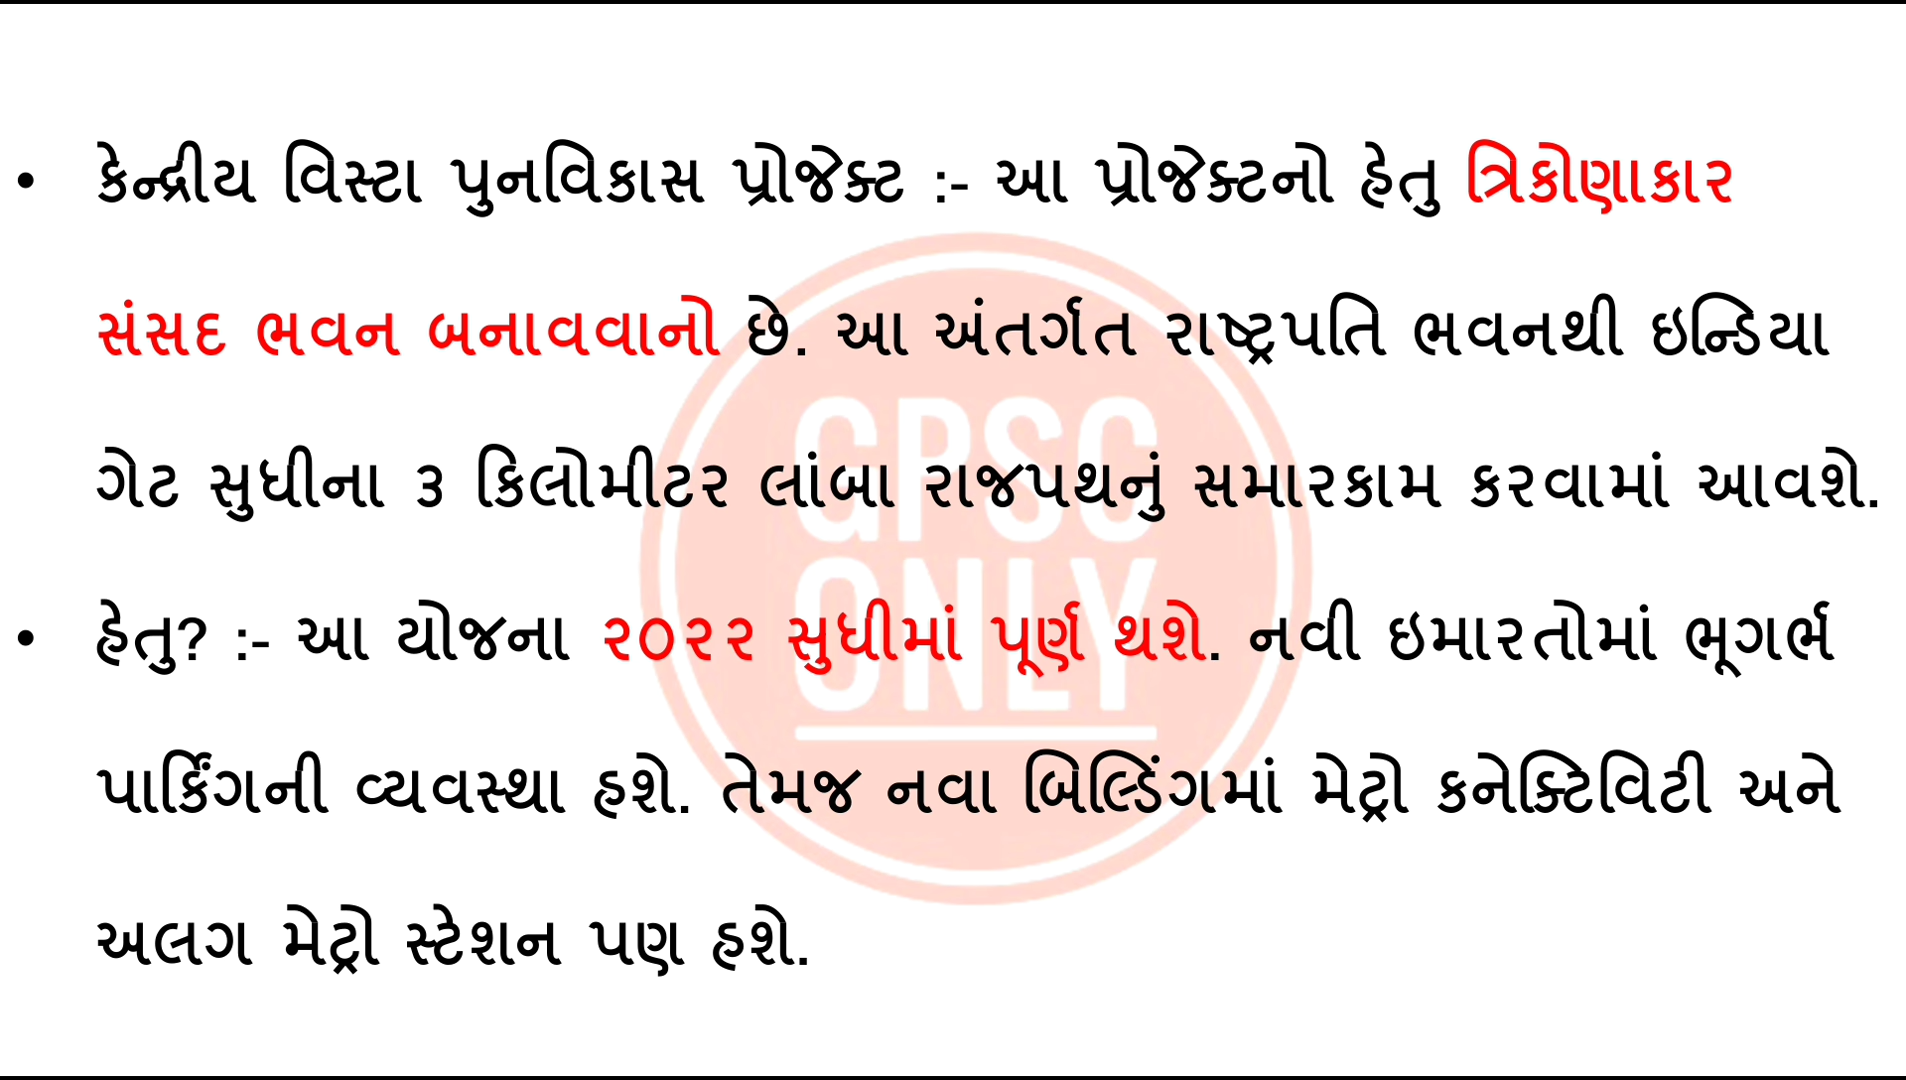 • કેન્દ્રીય વિસ્ટા પુનવિકાસ પ્રોજેક્ટ :- આ પ્રોજેક્ટનો હેતુ ત્રિકોણાકાર
સંસદ ભવન બનાવવાનો છે. આ અંતર્ગત રાષ્ટ્રપતિ ભવનથી ઇન્ડિયા
ગેટ સુધીના ૩ કિલોમીટર લાંબા રાજપથનું સમારકામ કરવામાં આવશે.
• હેતુ? :- આ યોજના ૨૦૨૨ સુધીમાં પૂર્ણ થશે. નવી ઇમારતોમાં ભૂગર્ભ
પાર્કિંગની વ્યવસ્થા હશે. તેમજ નવા બિલ્ડિંગમાં મેટ્રો કનેક્ટિવિટી અને
અલગ મેટ્રો સ્ટેશન પણ હશે.
GPSC
ONLY